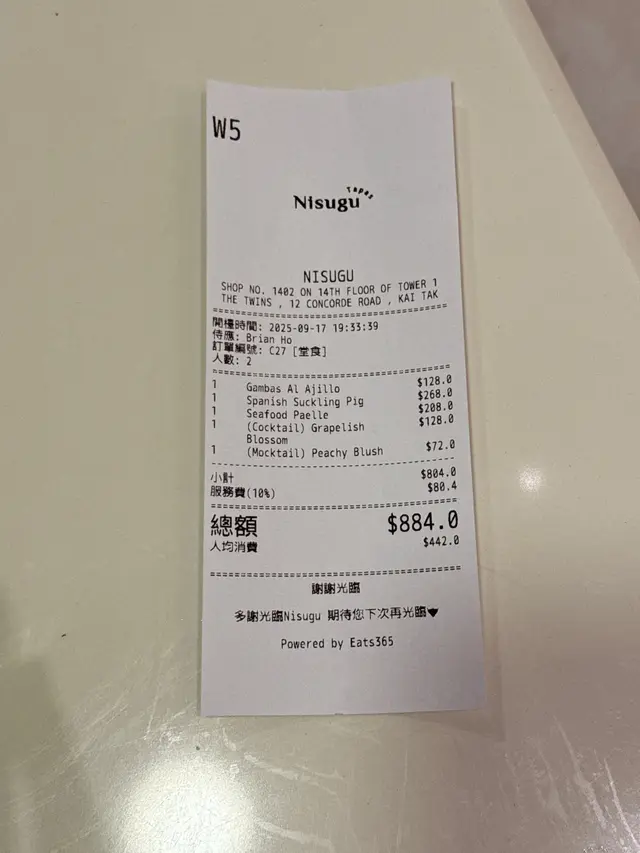 W5
Nisugu Tapas
NISUGU
SHOP NO. 1402 ON 14TH FLOOR OF TOWER 1
THE TWINS , 12 CONCORDE ROAD , KAI TAK
開檯時間: 2025-09-17 19:33:39
侍應: Brian Ho
訂單編號: C27 [堂食]
人數: 2
1 Gambas Al Ajillo $128.0
1 Spanish Suckling Pig $268.0
1 Seafood Paelle $208.0
1 (Cocktail) Grapelish $128.0
Blossom
1 (Mocktail) Peachy Blush $72.0
小計 $804.0
服務費(10%) $80.4
總額 $884.0
人均消費 $442.0
謝謝光臨
多謝光臨Nisugu 期待您下次再光臨♥
Powered by Eats365